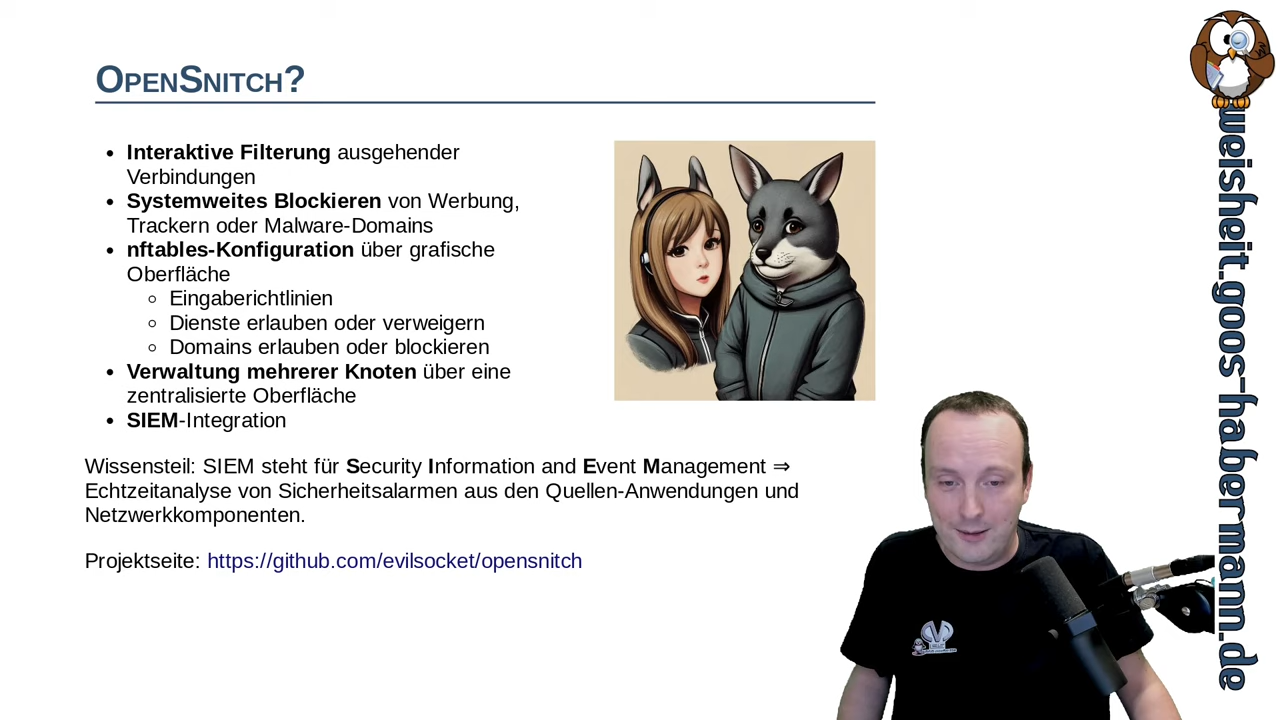 OpenSnitch?
• Interaktive Filterung ausgehender
Verbindungen
• Systemweites Blockieren von Werbung,
Trackern oder Malware-Domains
• nftables-Konfiguration über grafische
Oberfläche
◦ Eingaberichtlinien
◦ Dienste erlauben oder verweigern
◦ Domains erlauben oder blockieren
• Verwaltung mehrerer Knoten über eine
zentralisierte Oberfläche
• SIEM-Integration
Wissensteil: SIEM steht für Security Information and Event Management ⇒
Echtzeitanalyse von Sicherheitsalarmen aus den Quellen-Anwendungen und
Netzwerkkomponenten.
Projektseite: https://github.com/evilsocket/opensnitch
weisheit.goos-habermann.de